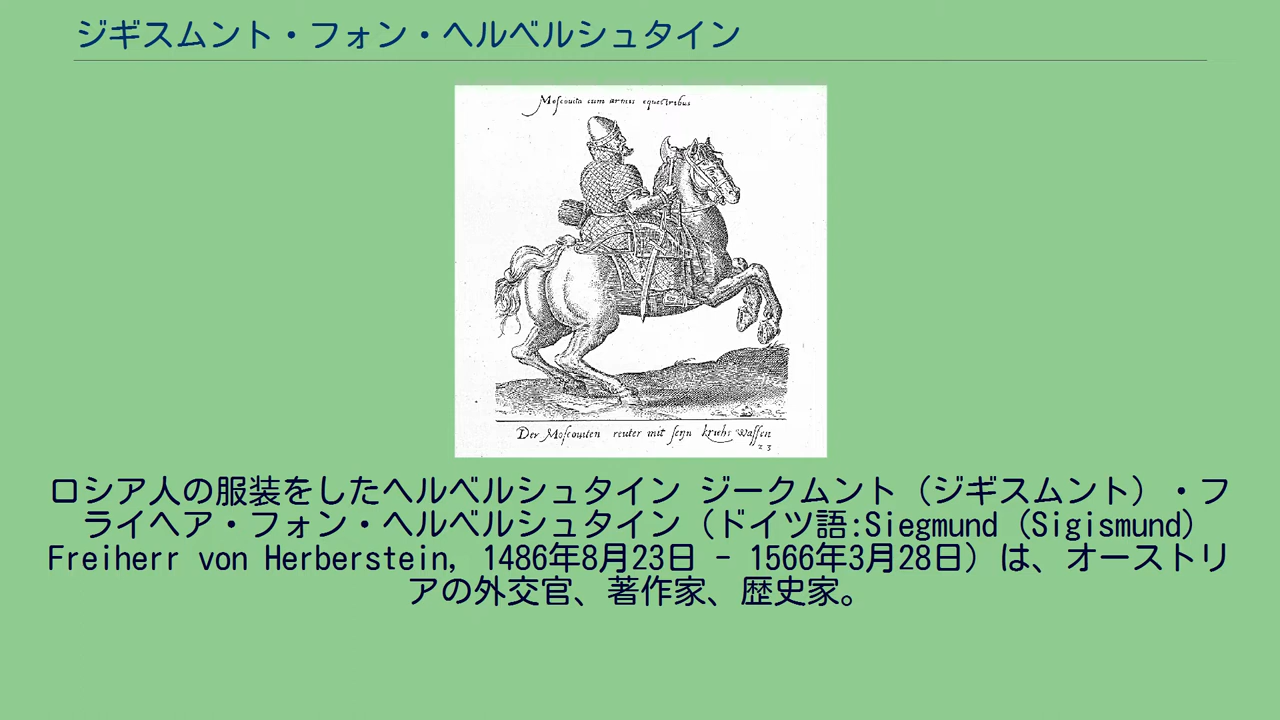 ジギスムント・フォン・ヘルベルシュタイン
Moscouita cum armis equestribus
Der Moscouiten reuter mit seyn kriehs Waffen
23
ロシア人の服装をしたヘルベルシュタイン ジークムント（ジギスムント）・フ
ライヘア・フォン・ヘルベルシュタイン（ドイツ語:Siegmund (Sigismund)
Freiherr von Herberstein, 1486年8月23日 - 1566年3月28日）は、オーストリ
アの外交官、著作家、歴史家。